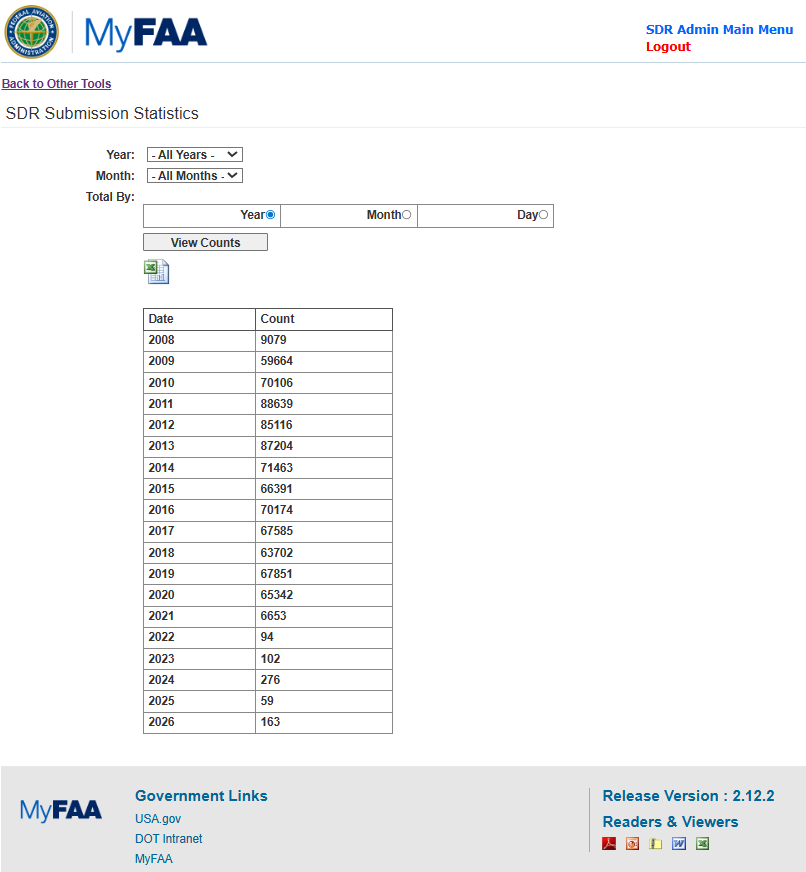 FEDERAL AVIATION ADMINISTRATION
MyFAA
SDR Admin Main Menu
Logout
Back to Other Tools
SDR Submission Statistics
Year: - All Years -
Month: - All Months -
Total By:
Year Month Day
View Counts
Date Count
2008 9079
2009 59664
2010 70106
2011 88639
2012 85116
2013 87204
2014 71463
2015 66391
2016 70174
2017 67585
2018 63702
2019 67851
2020 65342
2021 6653
2022 94
2023 102
2024 276
2025 59
2026 163
MyFAA
Government Links
USA.gov
DOT Intranet
MyFAA
Release Version : 2.12.2
Readers & Viewers